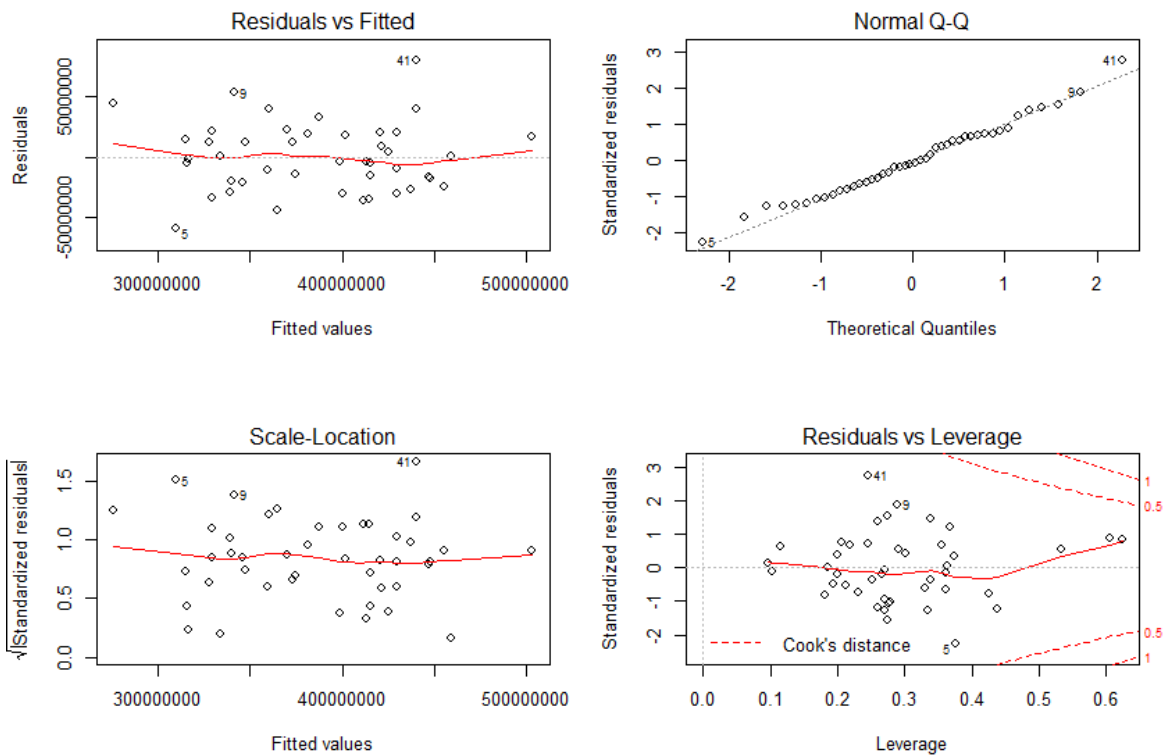 Residuals vs Fitted
Residuals
50000000
-50000000
41
9
5
300000000 400000000 500000000
Fitted values
Normal Q-Q
Standardized residuals
3
2
1
0
-1
-2
41
9
5
-2 -1 0 1 2
Theoretical Quantiles
Scale-Location
√|Standardized residuals|
1.5
1.0
0.5
0.0
41
5
9
300000000 400000000 500000000
Fitted values
Residuals vs Leverage
Standardized residuals
3
2
1
0
-1
-2
41
9
5
1
0.5
0.5
1
Cook's distance
0.0 0.1 0.2 0.3 0.4 0.5 0.6
Leverage